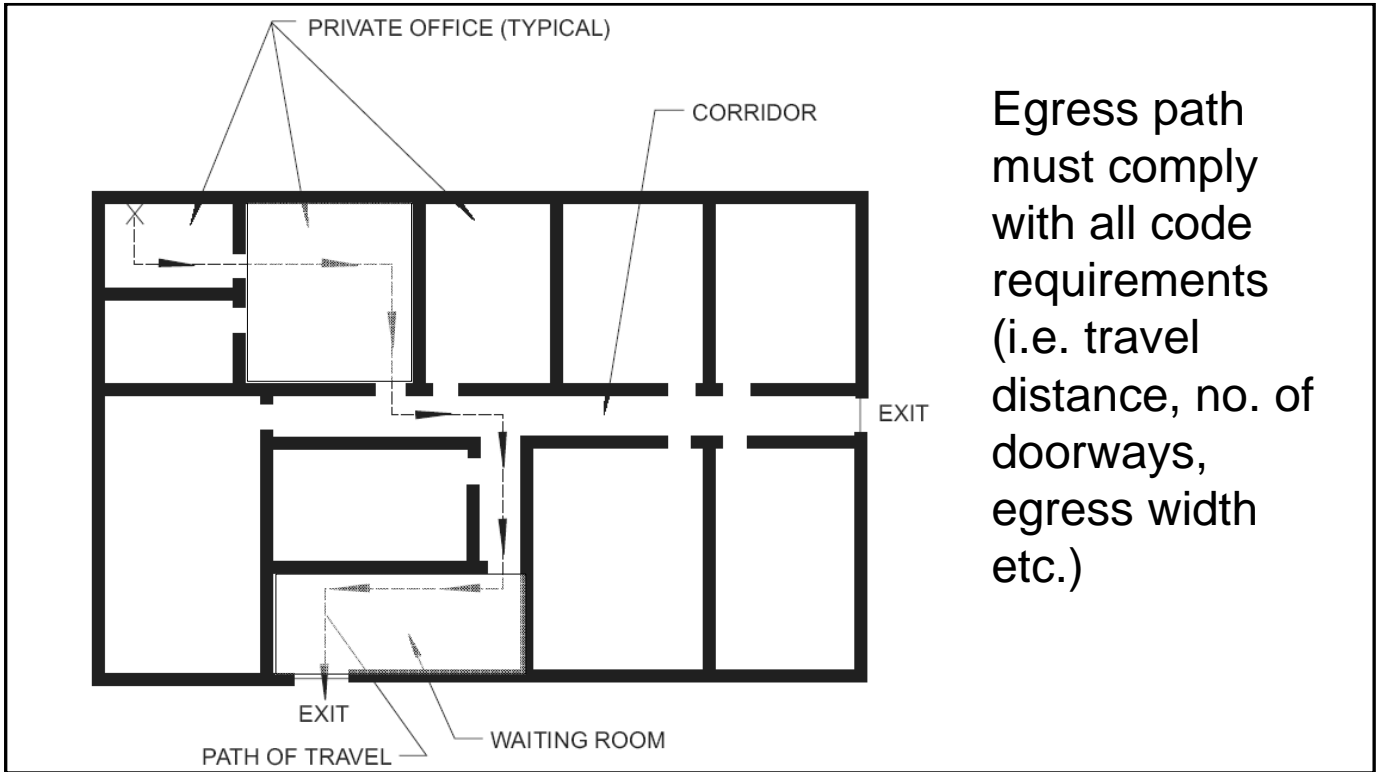 PRIVATE OFFICE (TYPICAL)
CORRIDOR
EXIT
EXIT
WAITING ROOM
PATH OF TRAVEL
Egress path
must comply
with all code
requirements
(i.e. travel
distance, no. of
doorways,
egress width
etc.)